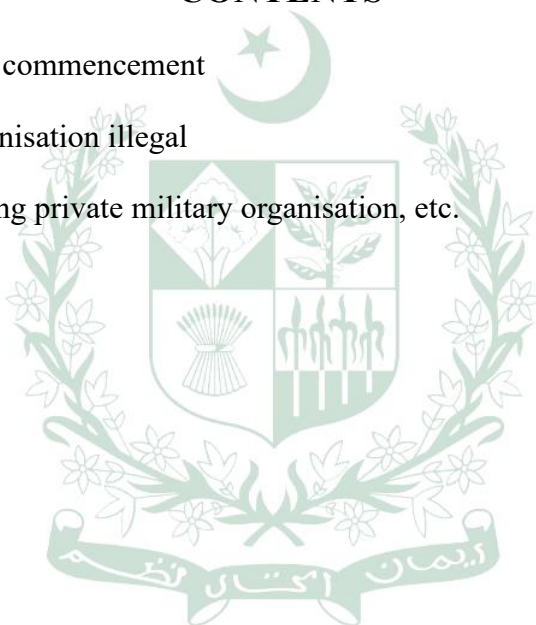 CONTENTS
commencement
nisation illegal
ng private military organisation, etc.
ایمان اتحاد نظم